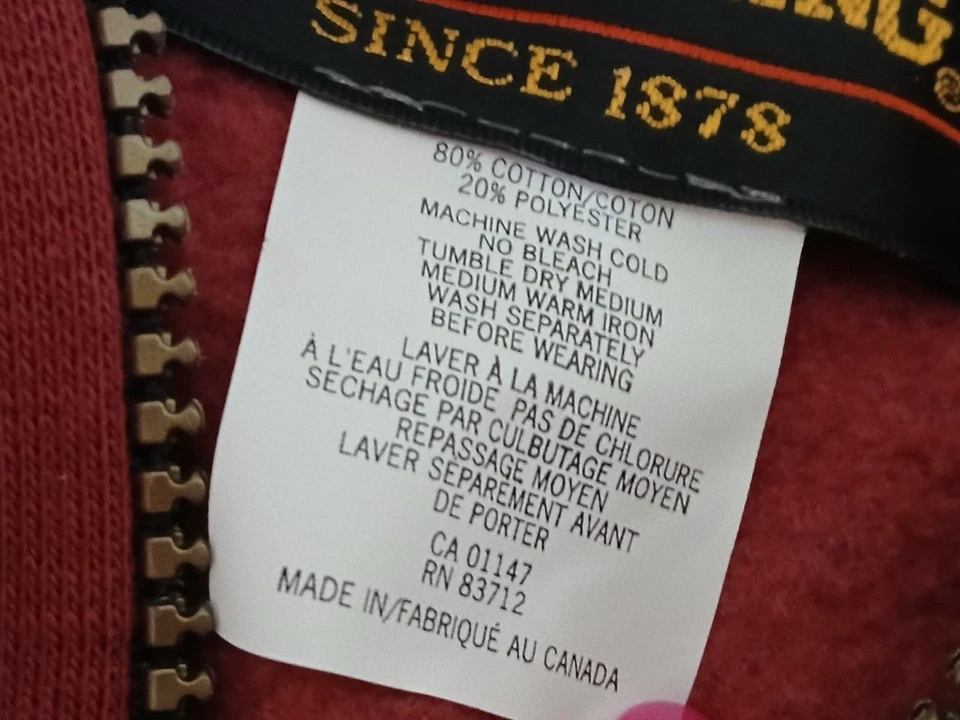 SINCE 1878
80% COTTON/COTON
20% POLYESTER
MACHINE WASH COLD
NO BLEACH
TUMBLE DRY MEDIUM
MEDIUM WARM IRON
WASH SEPARATELY
BEFORE WEARING
LAVER À LA MACHINE
À L'EAU FROIDE PAS DE CHLORURE
SECHAGE PAR CULBUTAGE MOYEN
REPASSAGE MOYEN
LAVER SÉPAREMENT AVANT
DE PORTER
CA 01147
RN 83712
MADE IN/FABRIQUÉ AU CANADA